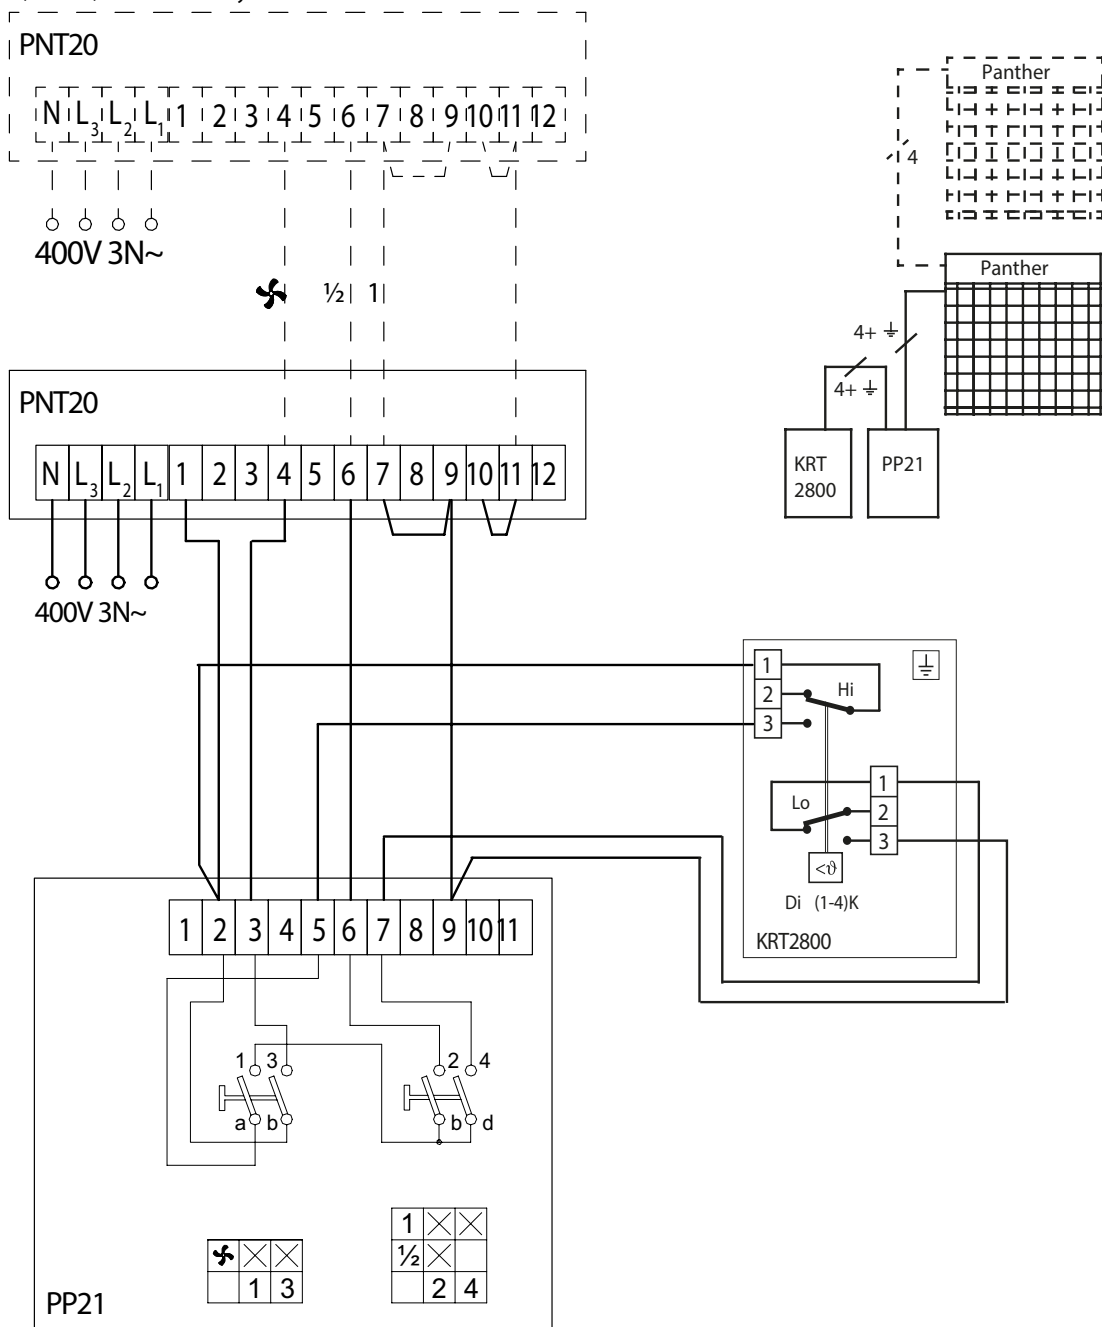 PNT20
N L3 L2 L1 1 2 3 4 5 6 7 8 9 10 11 12
400V 3N~
½ 1
PNT20
N L3 L2 L1 1 2 3 4 5 6 7 8 9 10 11 12
400V 3N~
Panther
4
Panther
4+
4+
KRT
2800
PP21
1
2
3
Hi
1
2
3
Lo
<ϑ
Di (1-4)K
KRT2800
1 2 3 4 5 6 7 8 9 10 11
1 3
a b
2 4
b d
1 3
1
½
2 4
PP21